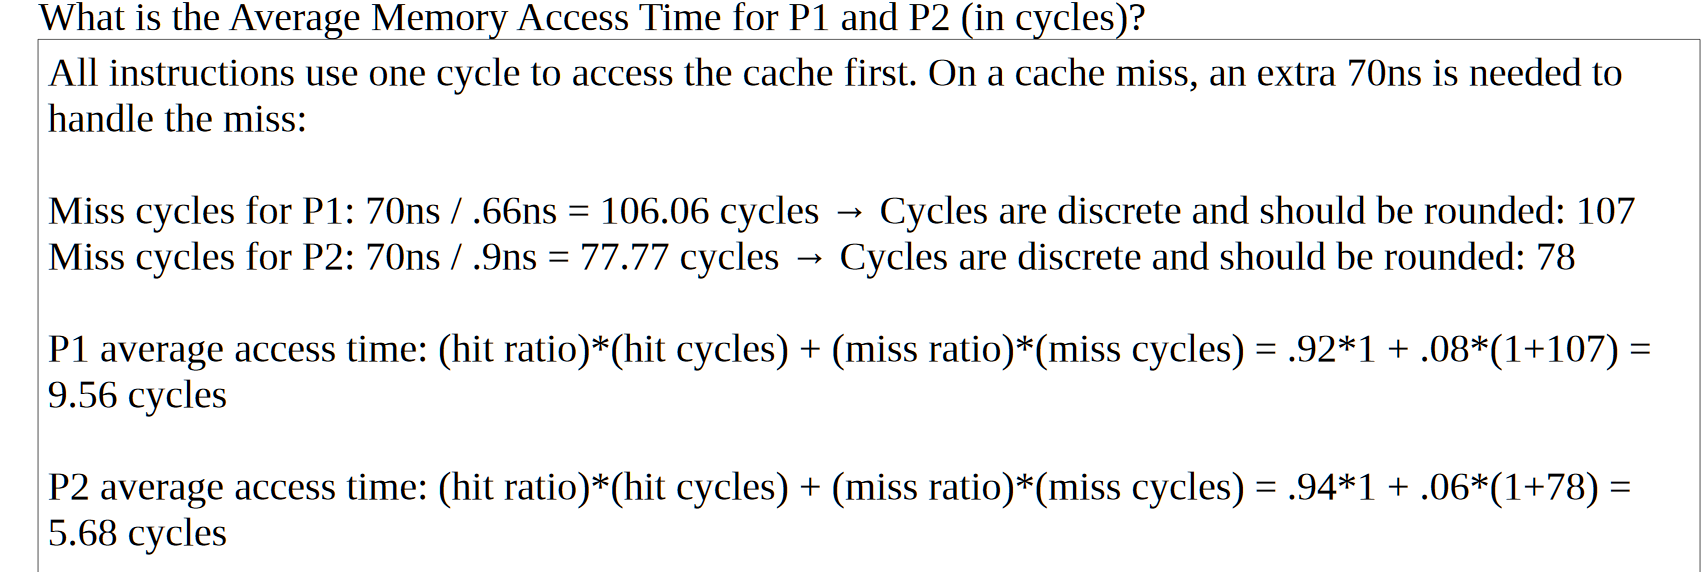 What is the Average Memory Access Time for P1 and P2 (in cycles)?
All instructions use one cycle to access the cache first. On a cache miss, an extra 70ns is needed to
handle the miss:
Miss cycles for P1: 70ns / .66ns = 106.06 cycles → Cycles are discrete and should be rounded: 107
Miss cycles for P2: 70ns / .9ns = 77.77 cycles → Cycles are discrete and should be rounded: 78
P1 average access time: (hit ratio)*(hit cycles) + (miss ratio)*(miss cycles) = .92*1 + .08*(1+107) =
9.56 cycles
P2 average access time: (hit ratio)*(hit cycles) + (miss ratio)*(miss cycles) = .94*1 + .06*(1+78) =
5.68 cycles